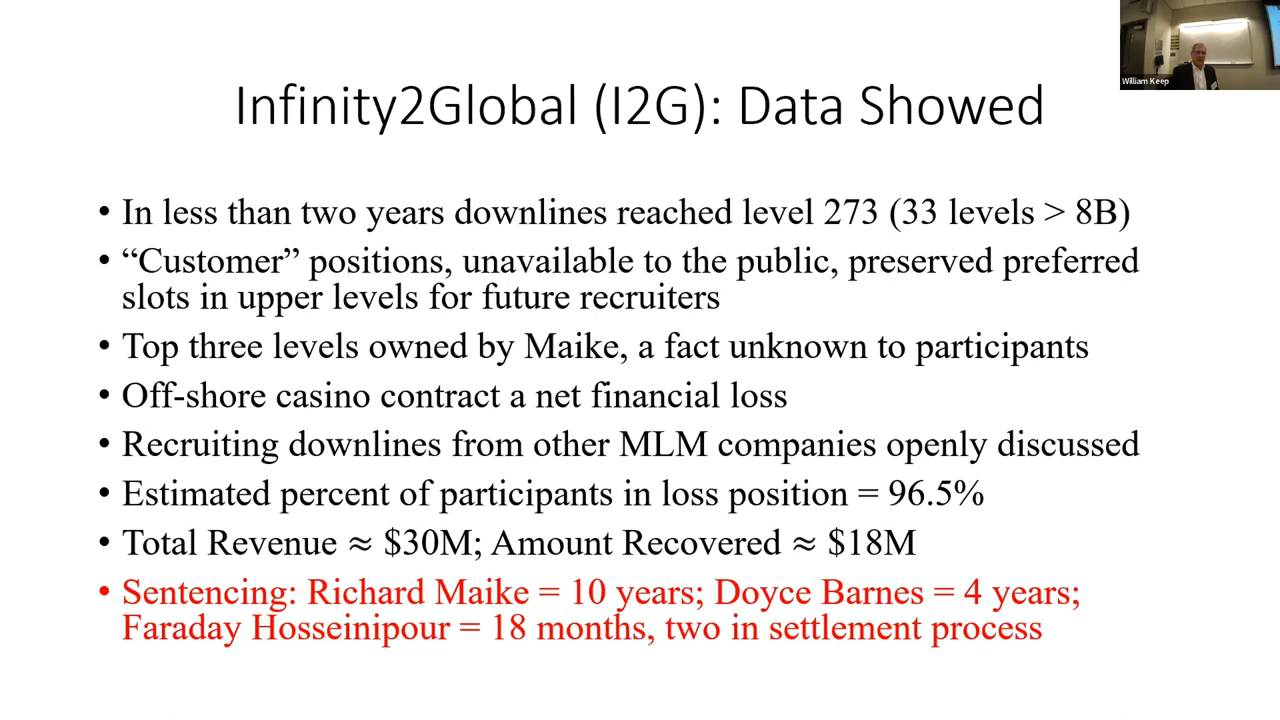 William Keep
Infinity2Global (I2G): Data Showed
• In less than two years downlines reached level 273 (33 levels > 8B)
• “Customer” positions, unavailable to the public, preserved preferred
slots in upper levels for future recruiters
• Top three levels owned by Maike, a fact unknown to participants
• Off-shore casino contract a net financial loss
• Recruiting downlines from other MLM companies openly discussed
• Estimated percent of participants in loss position = 96.5%
• Total Revenue ≈ $30M; Amount Recovered ≈ $18M
• Sentencing: Richard Maike = 10 years; Doyce Barnes = 4 years;
Faraday Hosseinipour = 18 months, two in settlement process